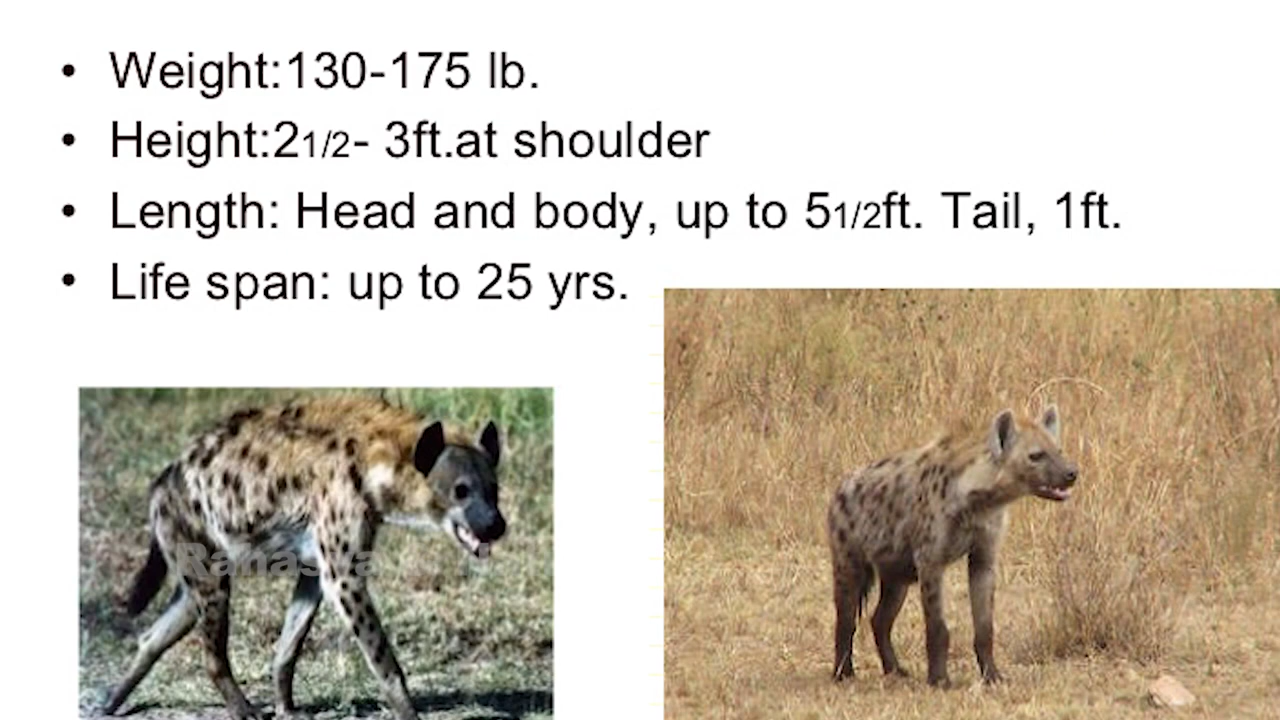 • Weight:130-175 lb.
• Height:21/2- 3ft.at shoulder
• Length: Head and body, up to 51/2ft. Tail, 1ft.
• Life span: up to 25 yrs.